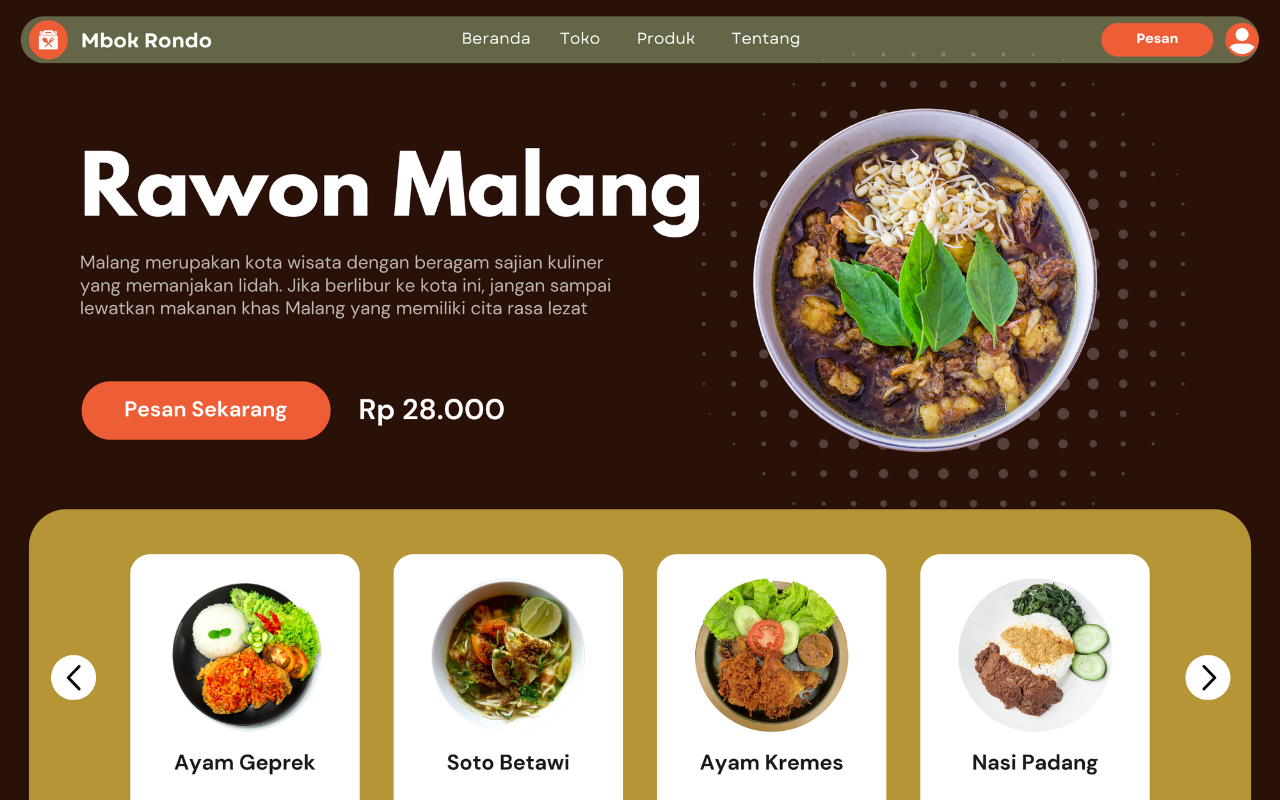 Mbok Rondo
Beranda Toko Produk Tentang
Pesan
Rawon Malang
Malang merupakan kota wisata dengan beragam sajian kuliner
yang memanjakan lidah. Jika berlibur ke kota ini, jangan sampai
lewatkan makanan khas Malang yang memiliki cita rasa lezat
Pesan Sekarang
Rp 28.000
Ayam Geprek
Soto Betawi
Ayam Kremes
Nasi Padang